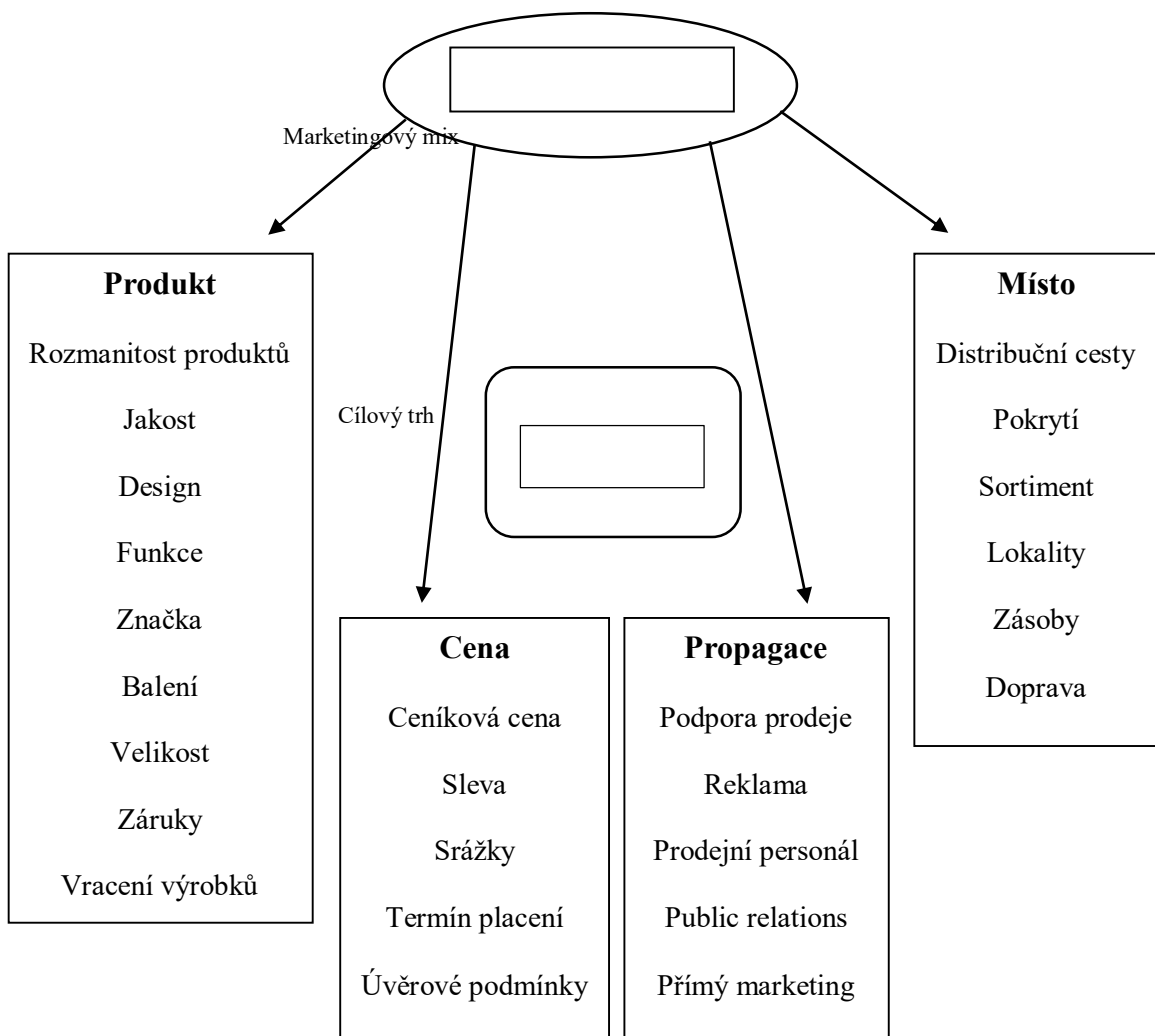 Marketingový mix
Produkt
Rozmanitost produktů
Jakost
Design
Funkce
Značka
Balení
Velikost
Záruky
Vracení výrobků
Cílový trh
Cena
Ceníková cena
Sleva
Srážky
Termín placení
Úvěrové podmínky
Propagace
Podpora prodeje
Reklama
Prodejní personál
Public relations
Přímý marketing
Místo
Distribuční cesty
Pokrytí
Sortiment
Lokality
Zásoby
Doprava